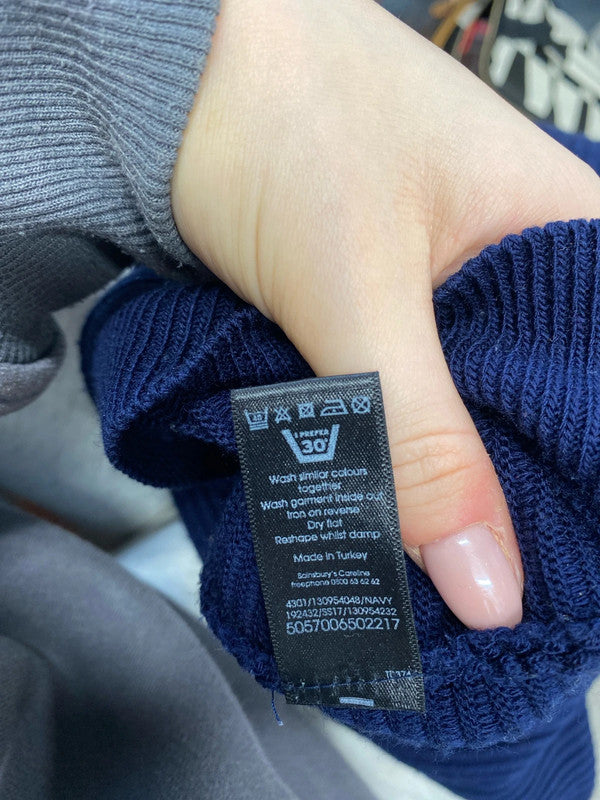 40
I PREFER
30°
Wash similar colours
together
Wash garment inside out
Iron on reverse
Dry flat
Reshape whilst damp
Made in Turkey
Sainsbury's Careline
freephone 0800 63 62 62
4301/130954048/NAVY
192432/SS17/130954232
5057006502217